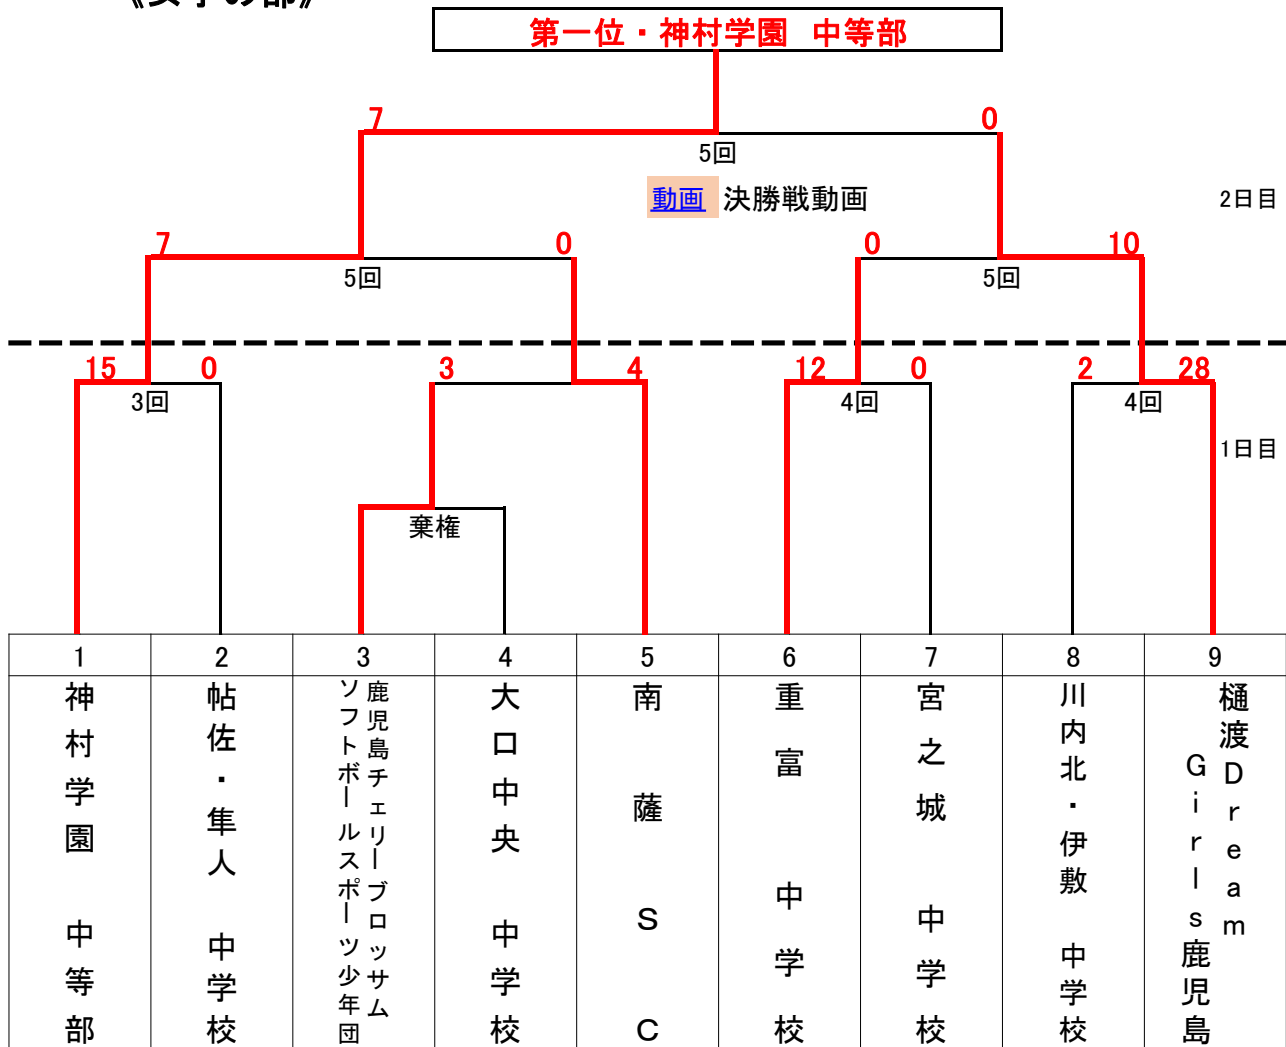 《女子の部》
第一位・神村学園 中等部
7
0
5回
動画 決勝戦動画
2日目
7
0
0
10
5回
5回
15
0
3
4
12
0
2
28
3回
4回
4回
1日目
棄権
1
2
3
4
5
6
7
8
9
神村学園 中等部
帖佐・隼人 中学校
鹿児島チェリーブロッサム
ソフトボールスポーツ少年団
大口中央 中学校
南薩SC
重富 中学校
宮之城 中学校
川内北・伊敷 中学校
樋渡Dream
Girls鹿児島